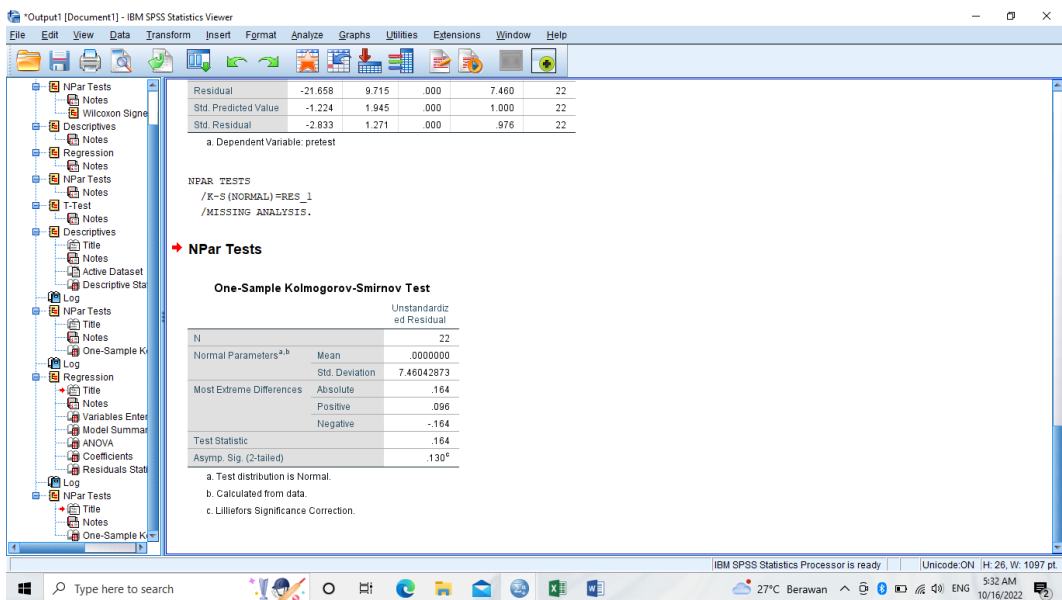 *Output1 [Document1] - IBM SPSS Statistics Viewer
File Edit View Data Transform Insert Format Analyze Graphs Utilities Extensions Window Help
NPar Tests
Notes
Wilcoxon Signe
Descriptives
Notes
Regression
Notes
NPar Tests
Notes
T-Test
Notes
Descriptives
Title
Notes
Active Dataset
Descriptive Stat
Log
NPar Tests
Title
Notes
One-Sample Ko
Log
Regression
Title
Notes
Variables Enter
Model Summar
ANOVA
Coefficients
Residuals Stati
Log
NPar Tests
Title
Notes
One-Sample Ko
Residual -21.658 9.715 .000 7.460 22
Std. Predicted Value -1.224 1.945 .000 1.000 22
Std. Residual -2.833 1.271 .000 .976 22
a. Dependent Variable: pretest
NPAR TESTS
/K-S(NORMAL)=RES_1
/MISSING ANALYSIS.
NPar Tests
One-Sample Kolmogorov-Smirnov Test
Unstandardiz
ed Residual
N 22
Normal Parameters a,b Mean .0000000
Std. Deviation 7.46042873
Most Extreme Differences Absolute .164
Positive .096
Negative -.164
Test Statistic .164
Asymp. Sig. (2-tailed) .130 c
a. Test distribution is Normal.
b. Calculated from data.
c. Lilliefors Significance Correction.
IBM SPSS Statistics Processor is ready Unicode:ON H: 26, W: 1097 pt.
Type here to search 27°C Berawan ENG 5:32 AM
10/16/2022 2